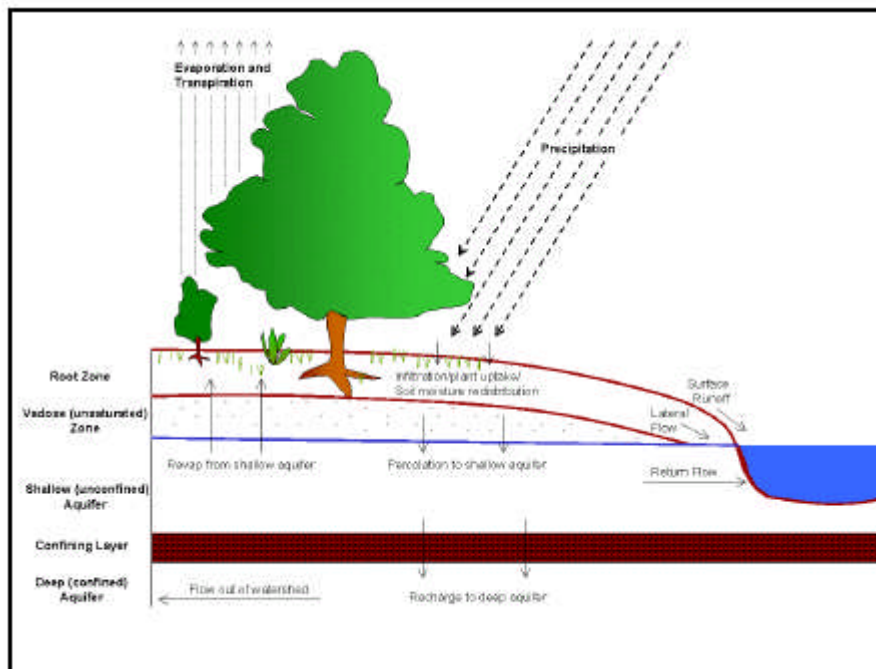 Evaporation and
Transpiration
Precipitation
Root Zone
Infiltration/plant uptake/
Soil moisture redistribution
Surface
Runoff
Lateral
Flow
Vadose (unsaturated)
Zone
Revap from shallow aquifer
Percolation to shallow aquifer
Return Flow
Shallow (unconfined)
Aquifer
Confining Layer
Deep (confined)
Aquifer
Flow out of watershed
Recharge to deep aquifer